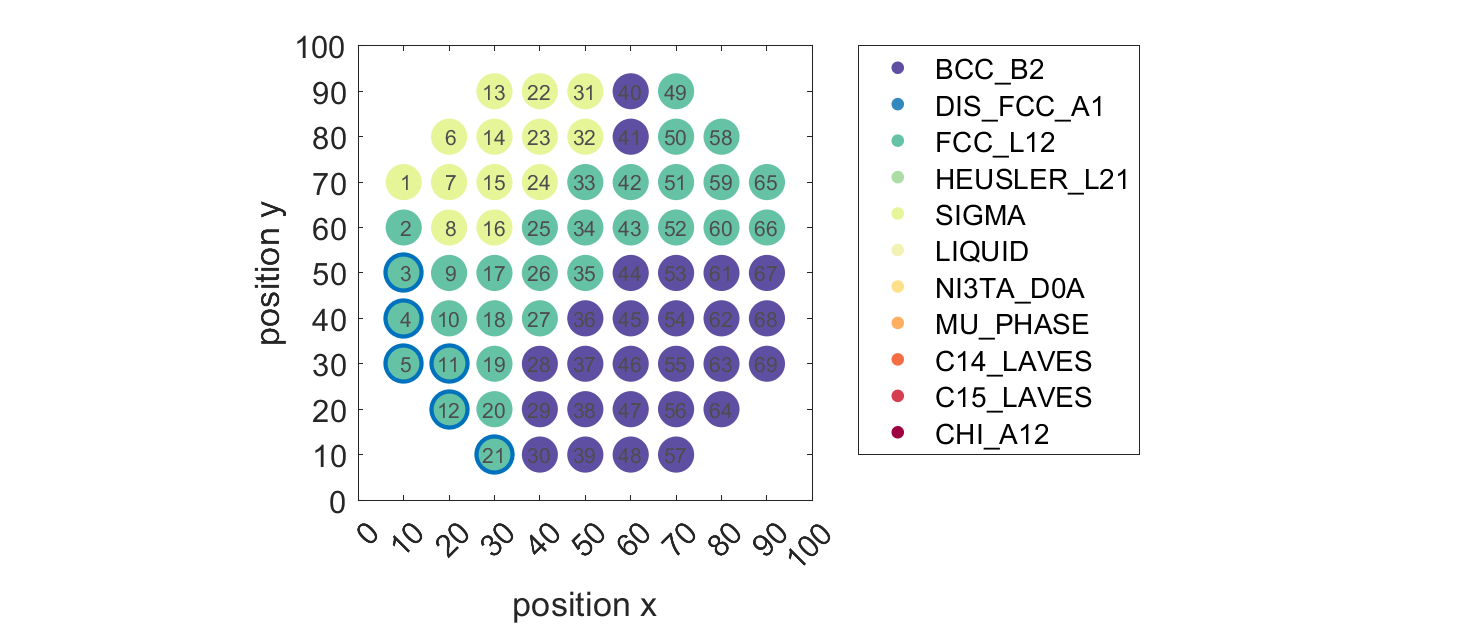 100
90
80
70
60
50
40
30
20
10
0
position y
13 22 31 40 49
6 14 23 32 41 50 58
1 7 15 24 33 42 51 59 65
2 8 16 25 34 43 52 60 66
3 9 17 26 35 44 53 61 67
4 10 18 27 36 45 54 62 68
5 11 19 28 37 46 55 63 69
12 20 29 38 47 56 64
21 30 39 48 57
0 10 20 30 40 50 60 70 80 90 100
position x
BCC_B2
DIS_FCC_A1
FCC_L12
HEUSLER_L21
SIGMA
LIQUID
NI3TA_D0A
MU_PHASE
C14_LAVES
C15_LAVES
CHI_A12